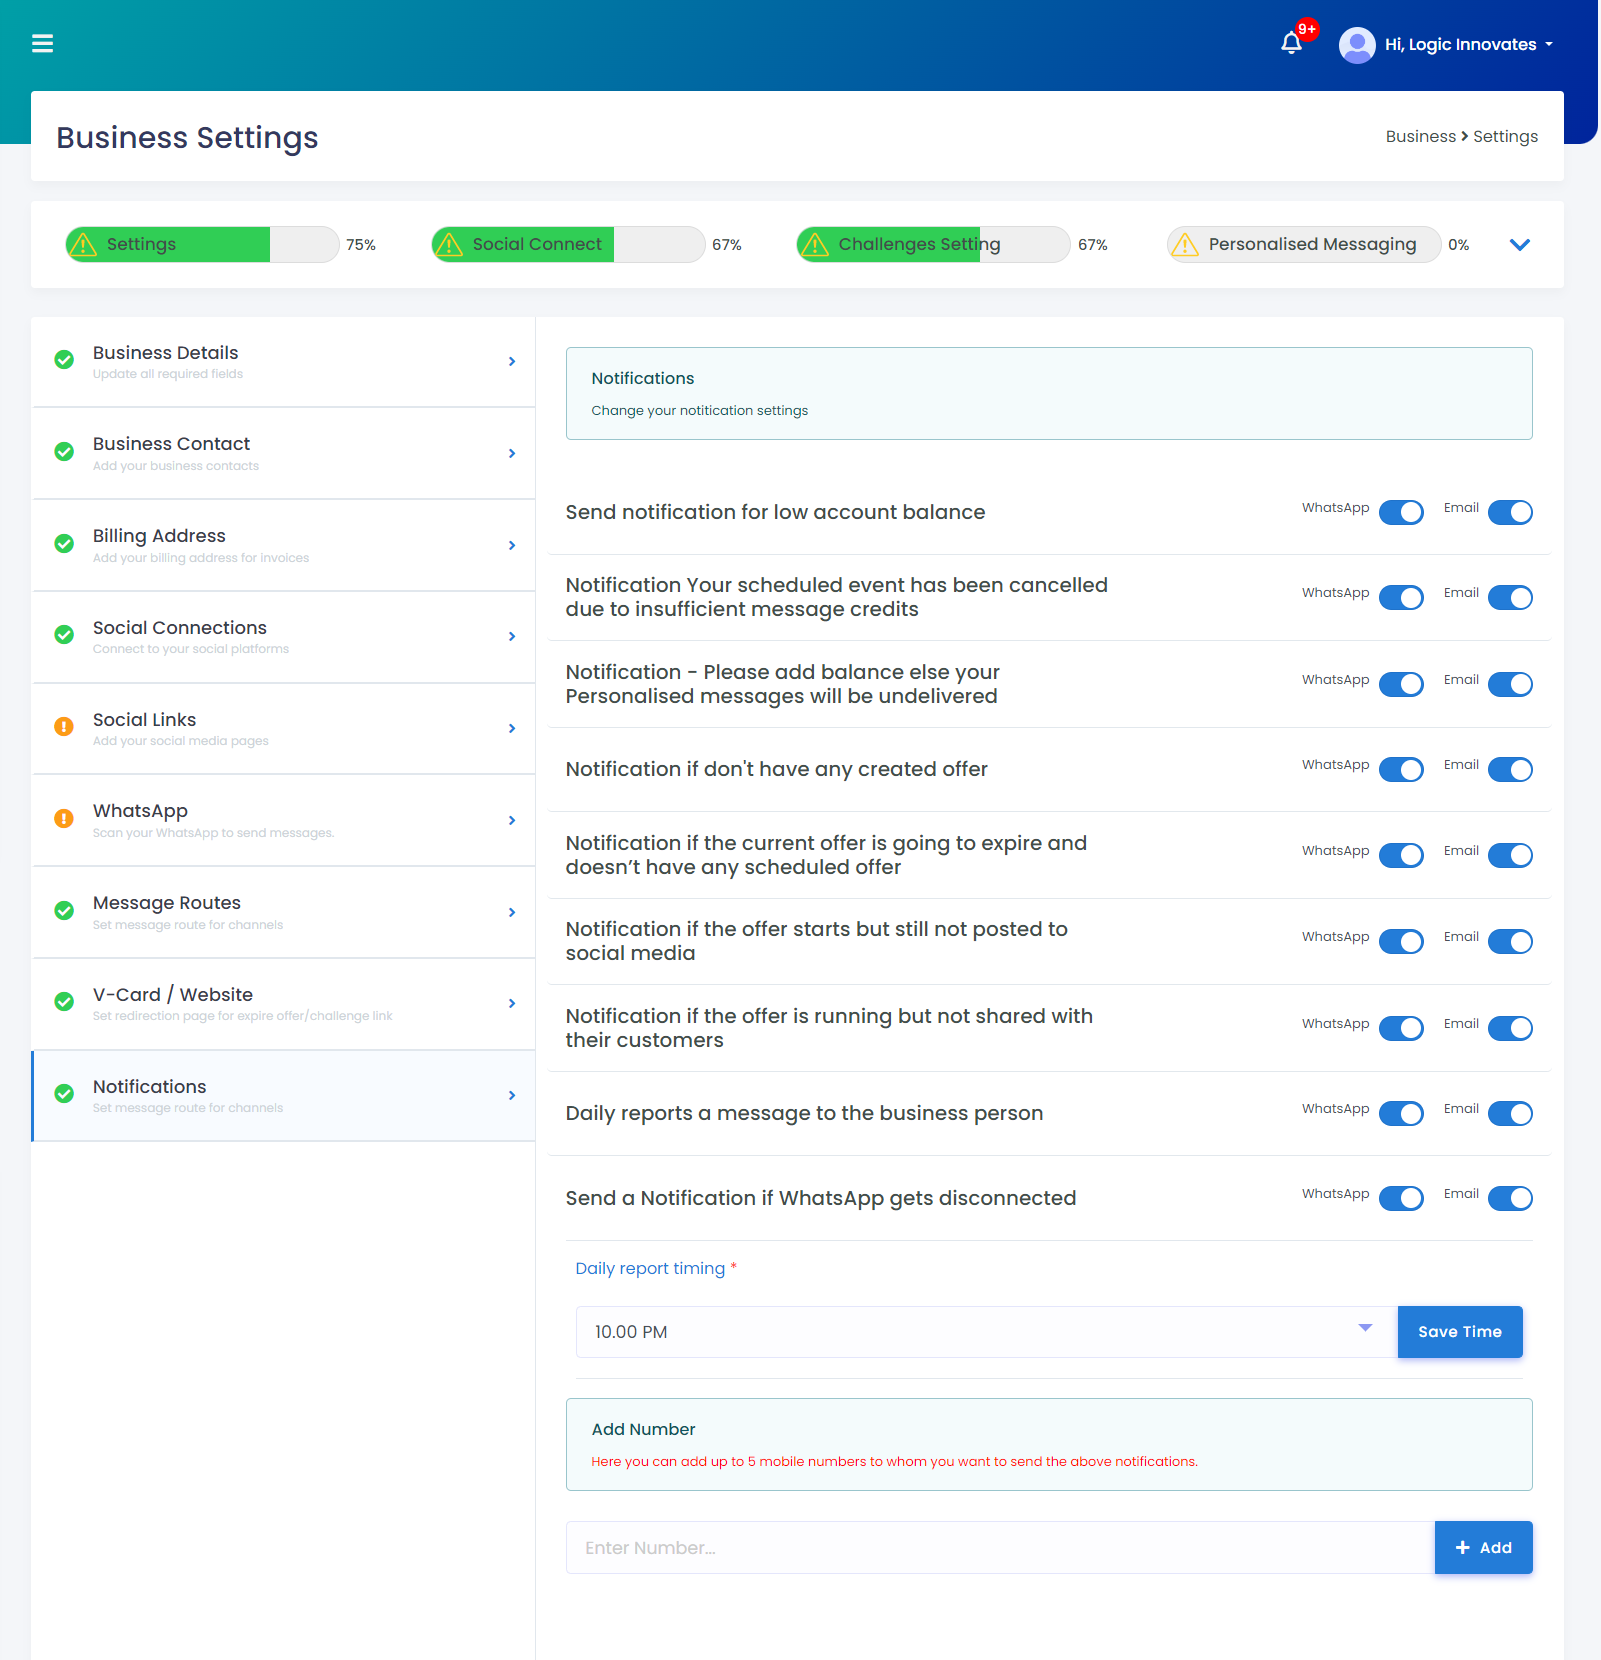 9+
Hi, Logic Innovates
Business Settings
Business > Settings
Settings 75%
Social Connect 67%
Challenges Setting 67%
Personalised Messaging 0%
Business Details
Update all required fields
Business Contact
Add your business contacts
Billing Address
Add your billing address for invoices
Social Connections
Connect to your social platforms
Social Links
Add your social media pages
WhatsApp
Scan your WhatsApp to send messages.
Message Routes
Set message route for channels
V-Card / Website
Set redirection page for expire offer/challenge link
Notifications
Set message route for channels
Notifications
Change your notitication settings
Send notification for low account balance
WhatsApp Email
Notification Your scheduled event has been cancelled
due to insufficient message credits
WhatsApp Email
Notification - Please add balance else your
Personalised messages will be undelivered
WhatsApp Email
Notification if don't have any created offer
WhatsApp Email
Notification if the current offer is going to expire and
doesn’t have any scheduled offer
WhatsApp Email
Notification if the offer starts but still not posted to
social media
WhatsApp Email
Notification if the offer is running but not shared with
their customers
WhatsApp Email
Daily reports a message to the business person
WhatsApp Email
Send a Notification if WhatsApp gets disconnected
WhatsApp Email
Daily report timing *
10.00 PM
Save Time
Add Number
Here you can add up to 5 mobile numbers to whom you want to send the above notifications.
Enter Number...
+ Add